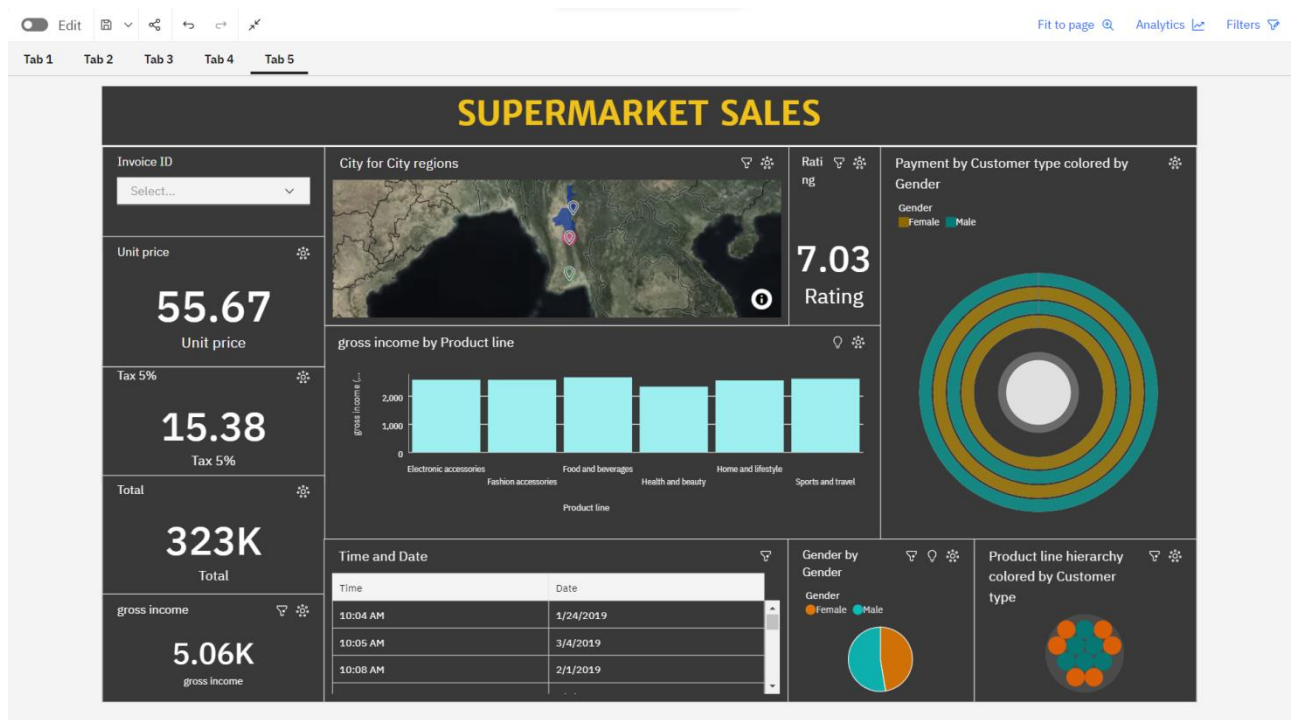 Edit
Fit to page
Analytics
Filters
Tab 1
Tab 2
Tab 3
Tab 4
Tab 5
SUPERMARKET SALES
Invoice ID
Select...
Unit price
55.67
Unit price
Tax 5%
15.38
Tax 5%
Total
323K
Total
gross income
5.06K
gross income
City for City regions
Rati
ng
7.03
Rating
gross income by Product line
gross income (...
2,000
1,000
0
Electronic accessories
Fashion accessories
Food and beverages
Health and beauty
Home and lifestyle
Sports and travel
Product line
Time and Date
Time Date
10:04 AM 1/24/2019
10:05 AM 3/4/2019
10:08 AM 2/1/2019
Payment by Customer type colored by
Gender
Gender
Female Male
Gender by
Gender
Gender
Female Male
Product line hierarchy
colored by Customer
type